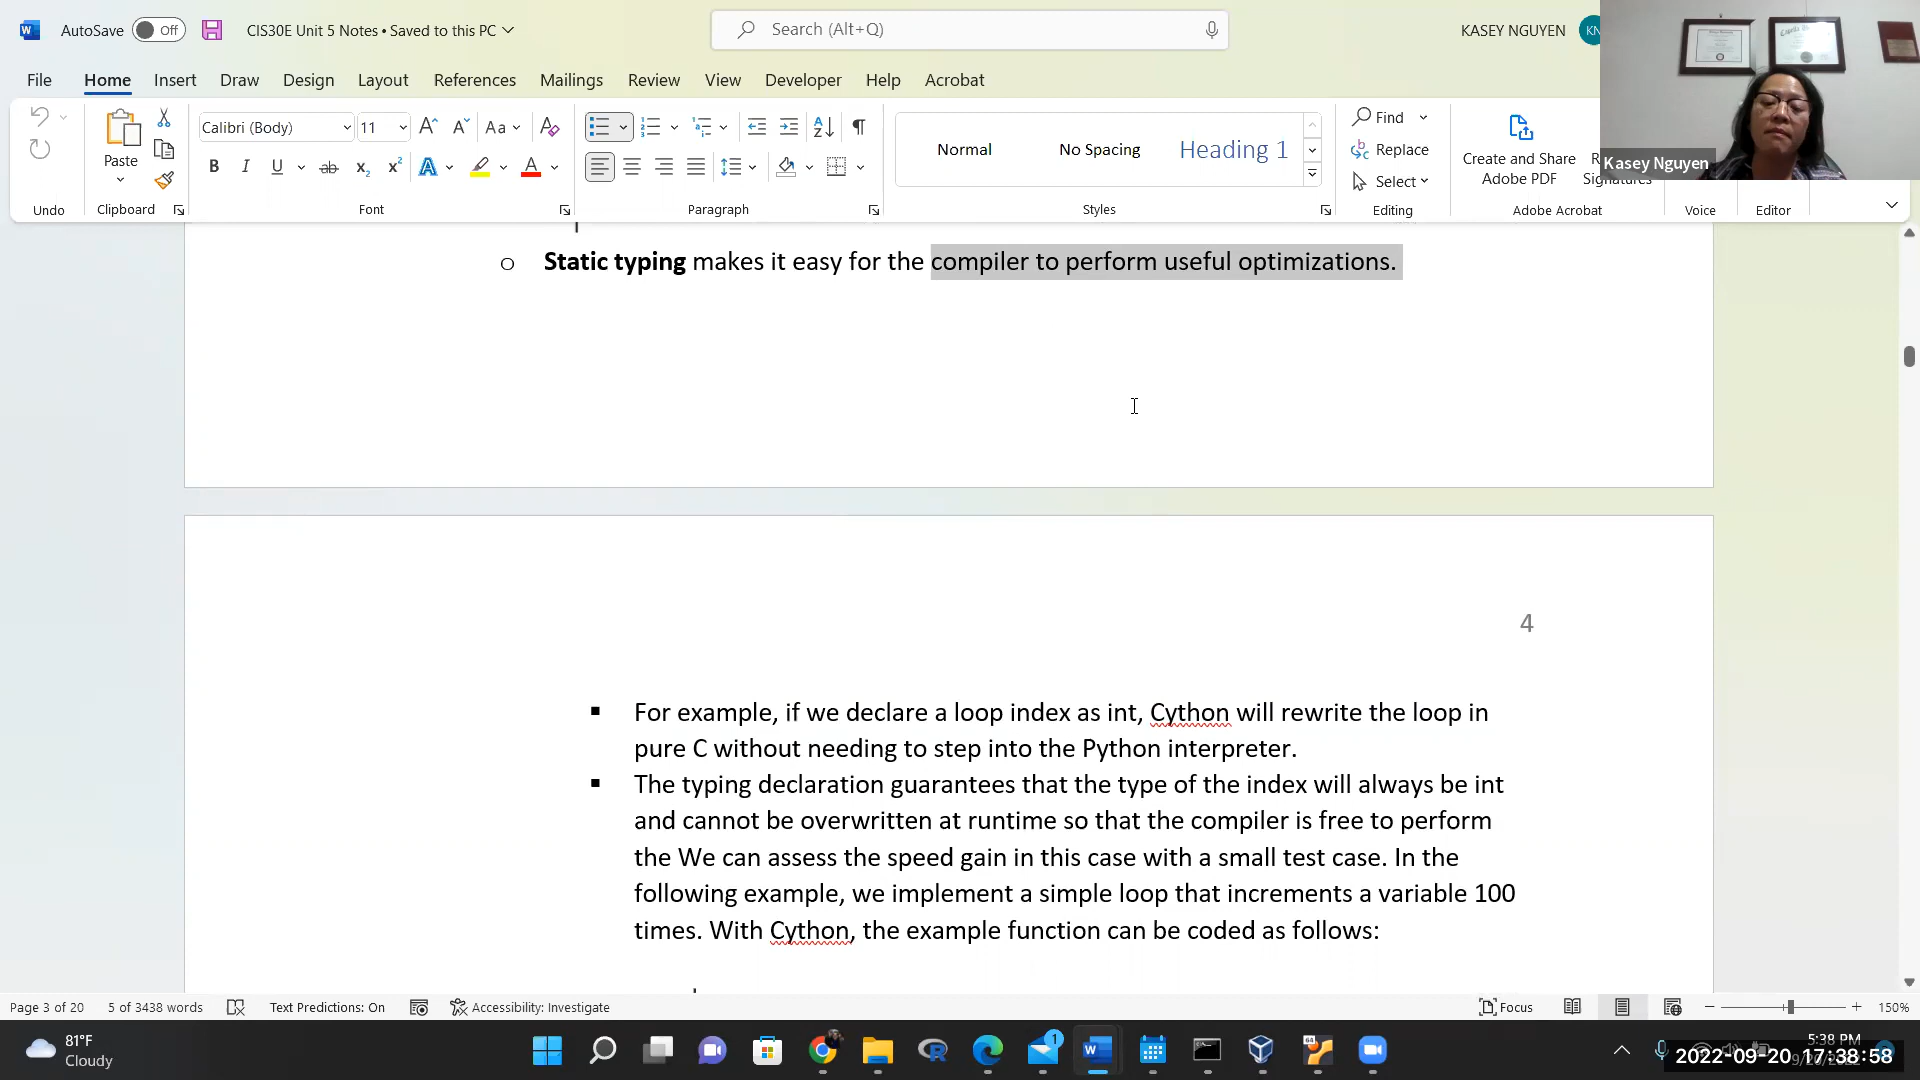 AutoSave Off CIS30E Unit 5 Notes • Saved to this PC Search (Alt+Q) KASEY NGUYEN KN
File Home Insert Draw Design Layout References Mailings Review View Developer Help Acrobat
Calibri (Body) 11 Aa
Normal No Spacing Heading 1
Find
Replace
Select
Paste
Create and Share
Adobe PDF
Signatures
Kasey Nguyen
Undo Clipboard Font Paragraph Styles Editing Adobe Acrobat Voice Editor
o Static typing makes it easy for the compiler to perform useful optimizations.
4
▪ For example, if we declare a loop index as int, Cython will rewrite the loop in
pure C without needing to step into the Python interpreter.
▪ The typing declaration guarantees that the type of the index will always be int
and cannot be overwritten at runtime so that the compiler is free to perform
the We can assess the speed gain in this case with a small test case. In the
following example, we implement a simple loop that increments a variable 100
times. With Cython, the example function can be coded as follows:
Page 3 of 20 5 of 3438 words Text Predictions: On Accessibility: Investigate Focus 150%
81°F
Cloudy
1
64
5:38 PM
2022-09-20 17:38:58